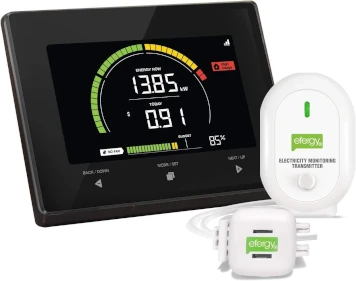 ENERGY NOW
13.85 kW
TODAY
$ 0.91
BUDGET
85%
BACK / DOWN
MODE / SET
NEXT / UP
efergy
ELECTRICITY MONITORING
TRANSMITTER
efergy